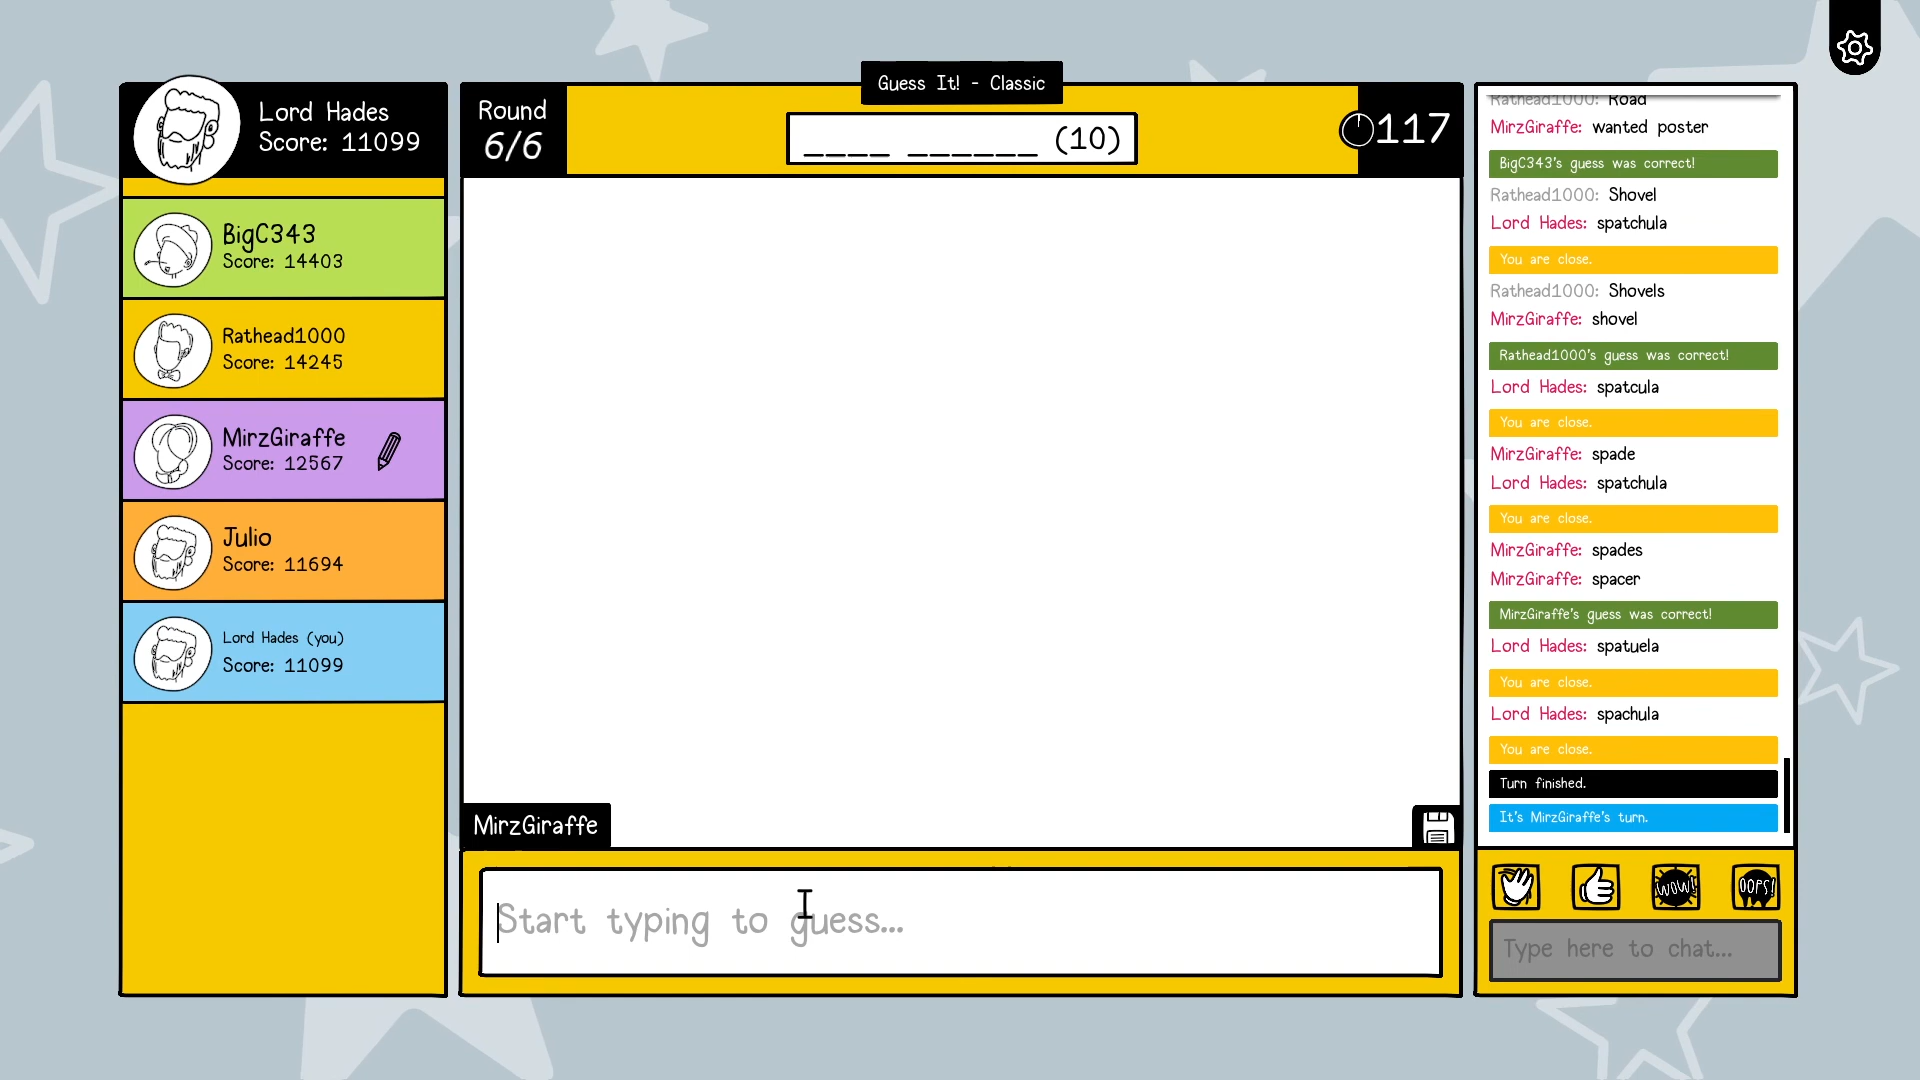 Guess It! - Classic
Lord Hades
Score: 11099
Round
6/6
____ ______ (10)
117
BigC343
Score: 14403
Rathead1000
Score: 14245
MirzGiraffe
Score: 12567
Julio
Score: 11694
Lord Hades (you)
Score: 11099
MirzGiraffe
Start typing to guess...
Rathead1000: Road
MirzGiraffe: wanted poster
BigC343's guess was correct!
Rathead1000: Shovel
Lord Hades: spatchula
You are close.
Rathead1000: Shovels
MirzGiraffe: shovel
Rathead1000's guess was correct!
Lord Hades: spatcula
You are close.
MirzGiraffe: spade
Lord Hades: spatchula
You are close.
MirzGiraffe: spades
MirzGiraffe: spacer
MirzGiraffe's guess was correct!
Lord Hades: spatuela
You are close.
Lord Hades: spachula
You are close.
Turn finished.
It's MirzGiraffe's turn.
WOW!
OOPS!
Type here to chat...